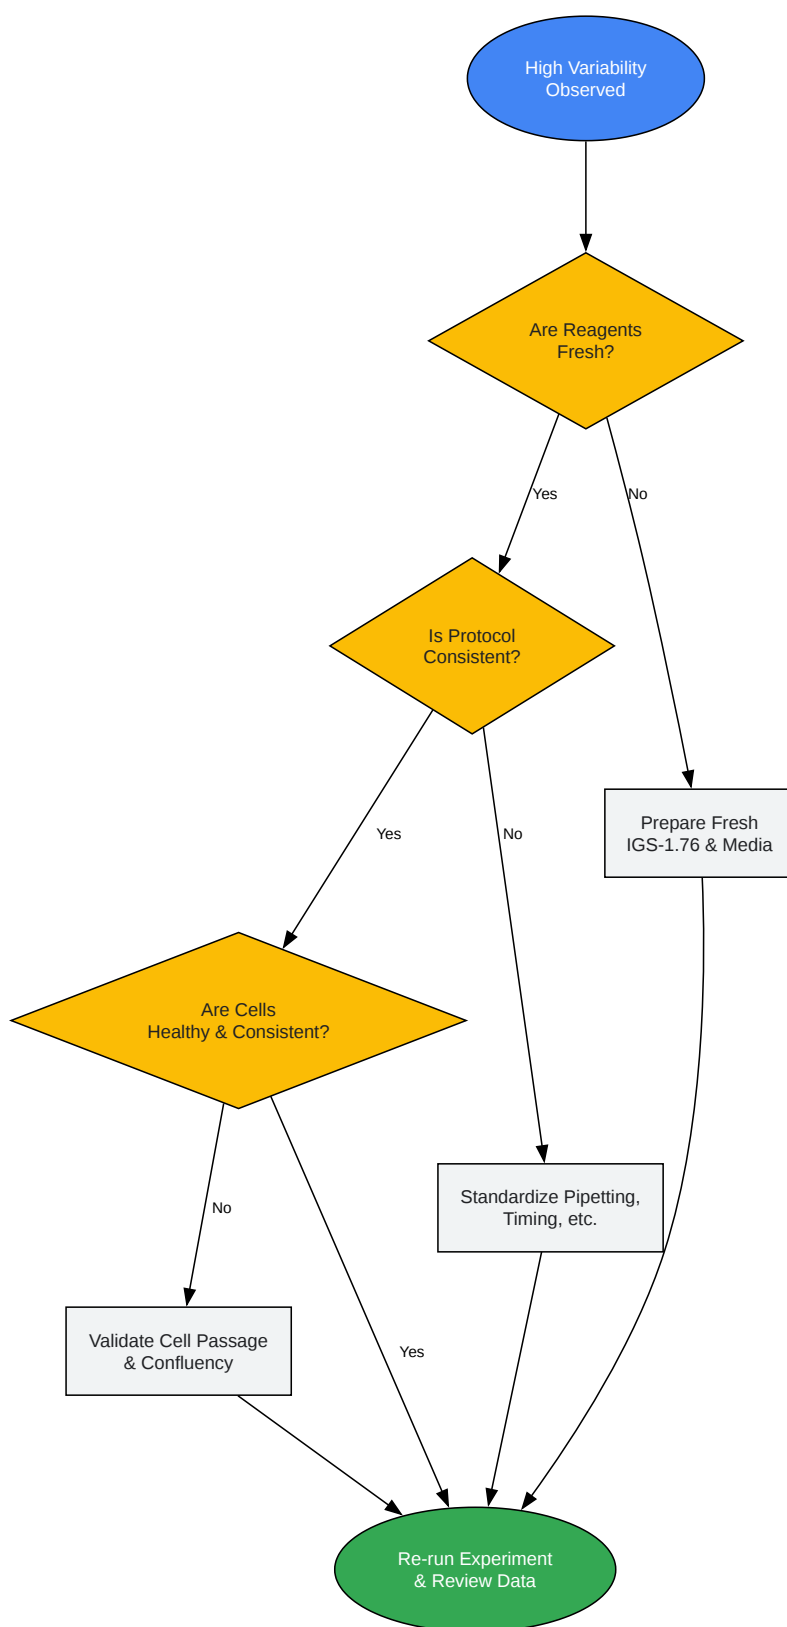 High Variability
Observed
Are Reagents
Fresh?
Yes
No
Is Protocol
Consistent?
Yes
No
Prepare Fresh
IGS-1.76 & Media
Are Cells
Healthy & Consistent?
No
Yes
Standardize Pipetting,
Timing, etc.
Validate Cell Passage
& Confluency
Re-run Experiment
& Review Data